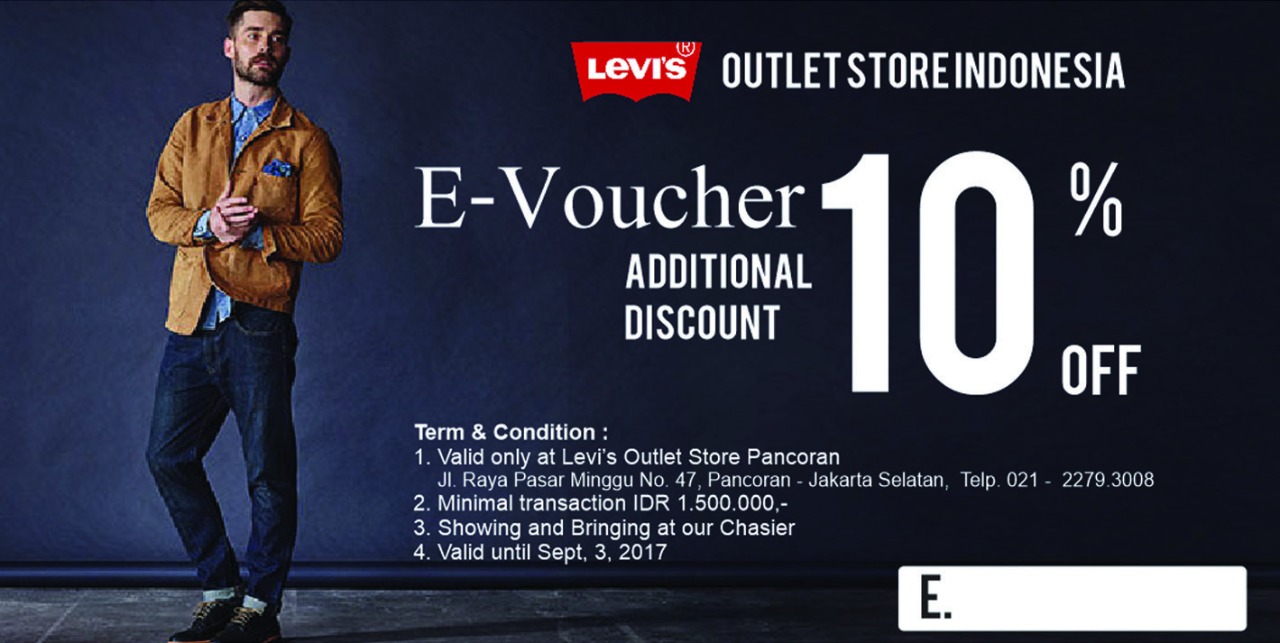 LEVI'S® OUTLET STORE INDONESIA
E-Voucher 10 %
ADDITIONAL
DISCOUNT
OFF
Term & Condition :
1. Valid only at Levi's Outlet Store Pancoran
Jl. Raya Pasar Minggu No. 47, Pancoran - Jakarta Selatan, Telp. 021 - 2279.3008
2. Minimal transaction IDR 1.500.000,-
3. Showing and Bringing at our Chasier
4. Valid until Sept, 3, 2017
E.